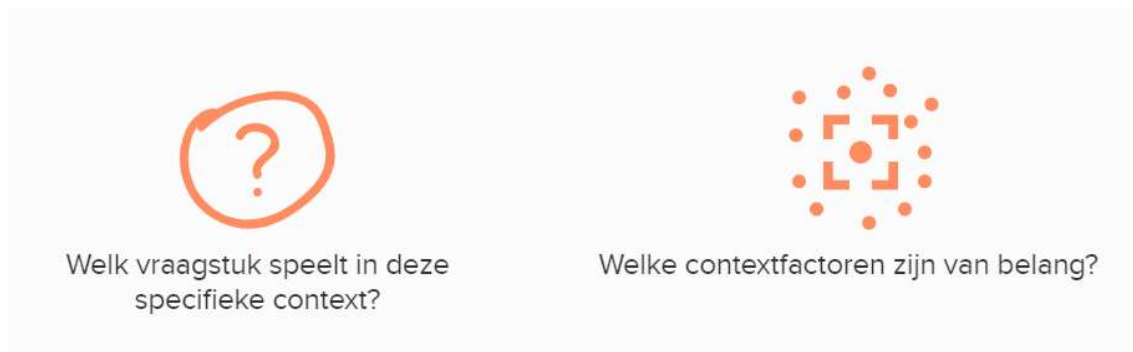 ?
Welk vraagstuk speelt in deze
specifieke context?
Welke contextfactoren zijn van belang?